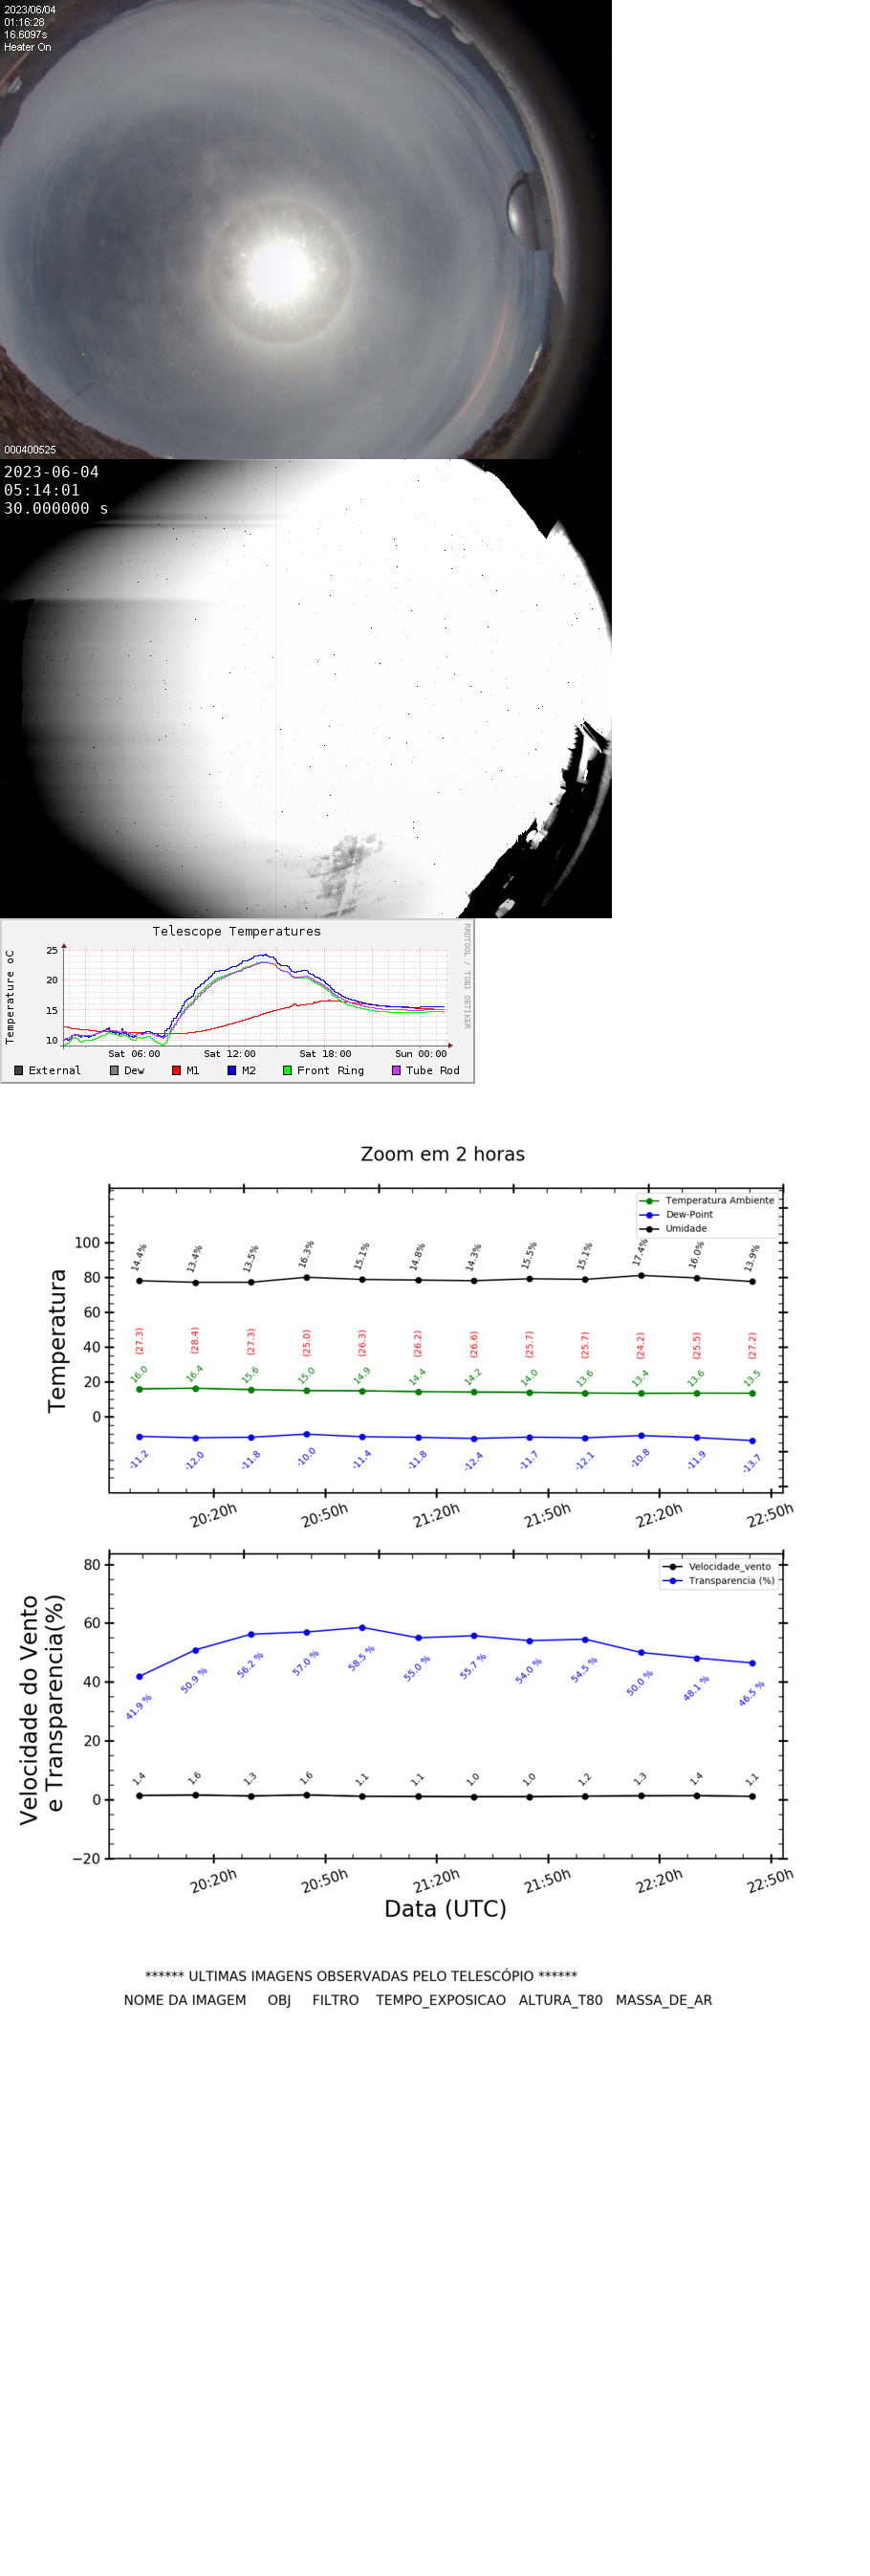 2023/06/04
01:16:28
16.6097s
Heater On
000400525
2023-06-04
05:14:01
30.000000 s
Telescope Temperatures
RRDTOOL / TOBI OETIKER
Temperature oC
25
20
15
10
Sat 06:00 Sat 12:00 Sat 18:00 Sun 00:00
External Dew M1 M2 Front Ring Tube Rod
Zoom em 2 horas
Temperatura Ambiente
Dew-Point
Umidade
Temperatura
100
80
60
40
20
0
14.4% 13.4% 13.5% 16.3% 15.1% 14.8% 14.3% 15.5% 15.1% 17.4% 16.0% 13.9%
(27.3) (28.4) (27.3) (25.0) (26.3) (26.2) (26.6) (25.7) (25.7) (24.2) (25.5) (27.2)
16.0 16.4 15.6 15.0 14.9 14.4 14.2 14.0 13.6 13.4 13.6 13.5
-11.2 -12.0 -11.8 -10.0 -11.4 -11.8 -12.4 -11.7 -12.1 -10.8 -11.9 -13.7
20:20h 20:50h 21:20h 21:50h 22:20h 22:50h
Velocidade_vento
Transparencia (%)
Velocidade do Vento
e Transparencia(%)
80
60
40
20
0
−20
41.9 % 50.9 % 56.2 % 57.0 % 58.5 % 55.0 % 55.7 % 54.0 % 54.5 % 50.0 % 48.1 % 46.5 %
1.4 1.6 1.3 1.6 1.1 1.1 1.0 1.0 1.2 1.3 1.4 1.1
20:20h 20:50h 21:20h 21:50h 22:20h 22:50h
Data (UTC)
****** ULTIMAS IMAGENS OBSERVADAS PELO TELESCÓPIO ******
NOME DA IMAGEM OBJ FILTRO TEMPO_EXPOSICAO ALTURA_T80 MASSA_DE_AR